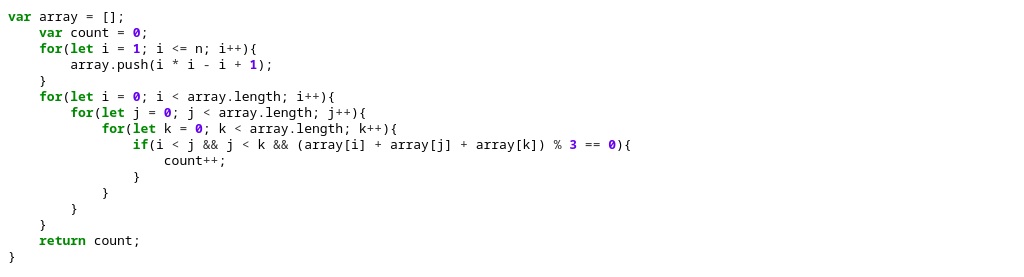 var array = [];
    var count = 0;
    for(let i = 1; i <= n; i++){
        array.push(i * i - i + 1);
    }
    for(let i = 0; i < array.length; i++){
        for(let j = 0; j < array.length; j++){
            for(let k = 0; k < array.length; k++){
                if(i < j && j < k && (array[i] + array[j] + array[k]) % 3 == 0){
                    count++;
                }
            }
        }
    }
    return count;
}